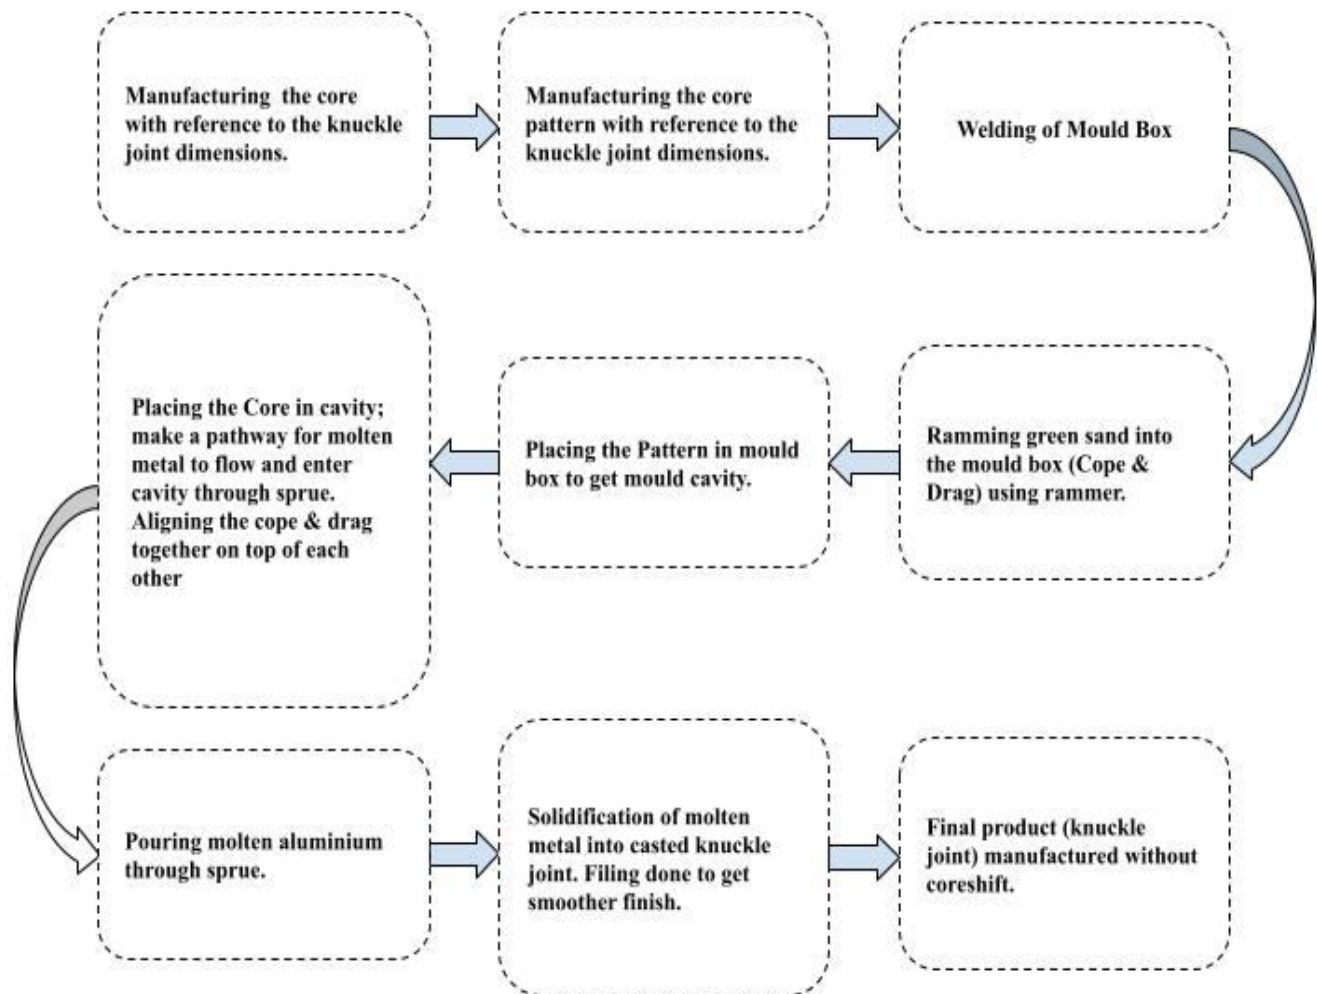 Manufacturing the core
with reference to the knuckle
joint dimensions.
Manufacturing the core
pattern with reference to the
knuckle joint dimensions.
Welding of Mould Box
Ramming green sand into
the mould box (Cope &
Drag) using rammer.
Placing the Pattern in mould
box to get mould cavity.
Placing the Core in cavity;
make a pathway for molten
metal to flow and enter
cavity through sprue.
Aligning the cope & drag
together on top of each
other
Pouring molten aluminium
through sprue.
Solidification of molten
metal into casted knuckle
joint. Filing done to get
smoother finish.
Final product (knuckle
joint) manufactured without
coreshift.